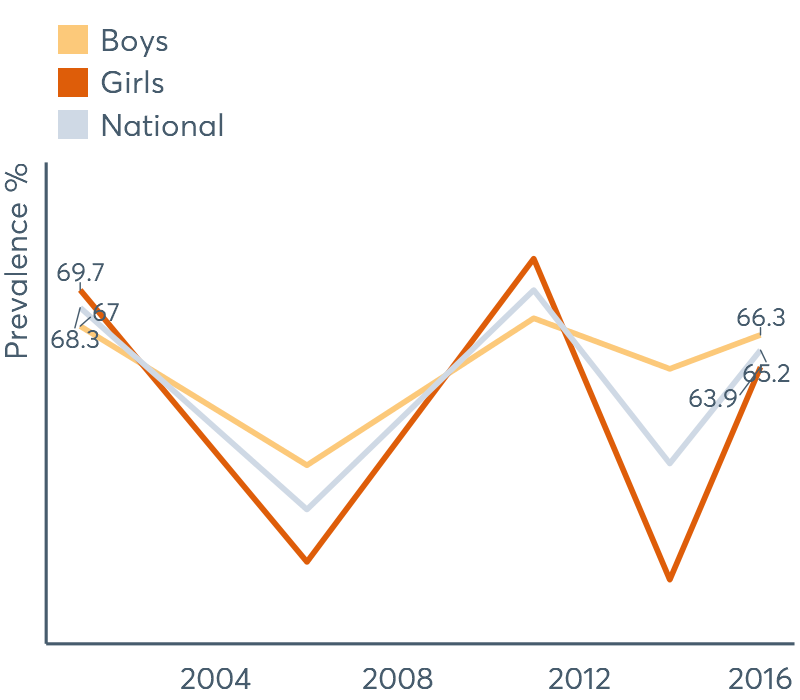 Boys
Girls
National
Prevalence %
69.7
67
68.3
66.3
65.2
63.9
2004
2008
2012
2016